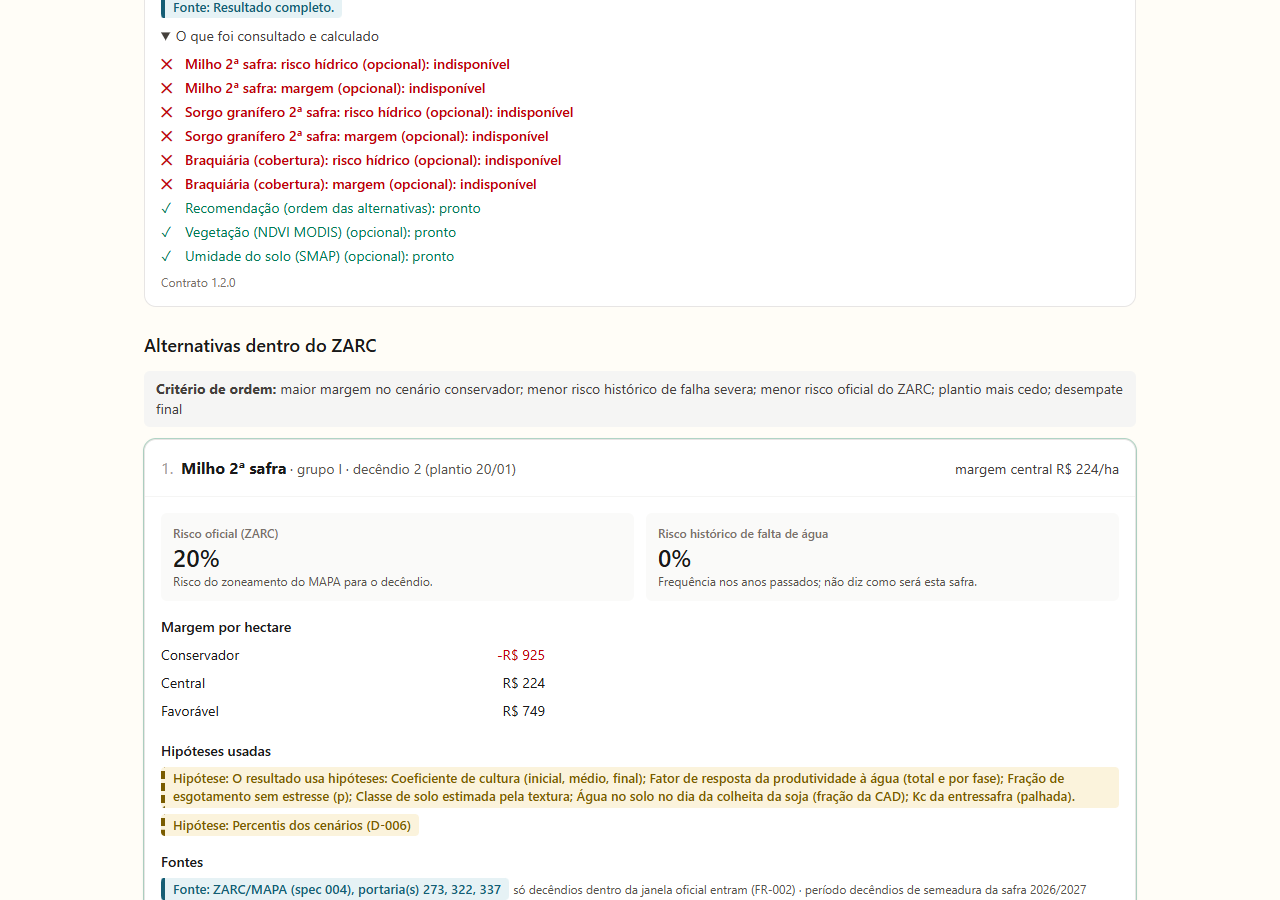 Fonte: Resultado completo.
▼ O que foi consultado e calculado
✕ Milho 2ª safra: risco hídrico (opcional): indisponível
✕ Milho 2ª safra: margem (opcional): indisponível
✕ Sorgo granífero 2ª safra: risco hídrico (opcional): indisponível
✕ Sorgo granífero 2ª safra: margem (opcional): indisponível
✕ Braquiária (cobertura): risco hídrico (opcional): indisponível
✕ Braquiária (cobertura): margem (opcional): indisponível
✓ Recomendação (ordem das alternativas): pronto
✓ Vegetação (NDVI MODIS) (opcional): pronto
✓ Umidade do solo (SMAP) (opcional): pronto
Contrato 1.2.0
Alternativas dentro do ZARC
Critério de ordem: maior margem no cenário conservador; menor risco histórico de falha severa; menor risco oficial do ZARC; plantio mais cedo; desempate
final
1. Milho 2ª safra · grupo I · decêndio 2 (plantio 20/01) margem central R$ 224/ha
Risco oficial (ZARC)
20%
Risco do zoneamento do MAPA para o decêndio.
Risco histórico de falta de água
0%
Frequência nos anos passados; não diz como será esta safra.
Margem por hectare
Conservador -R$ 925
Central R$ 224
Favorável R$ 749
Hipóteses usadas
Hipótese: O resultado usa hipóteses: Coeficiente de cultura (inicial, médio, final); Fator de resposta da produtividade à água (total e por fase); Fração de
esgotamento sem estresse (p); Classe de solo estimada pela textura; Água no solo no dia da colheita da soja (fração da CAD); Kc da entressafra (palhada).
Hipótese: Percentis dos cenários (D-006)
Fontes
Fonte: ZARC/MAPA (spec 004), portaria(s) 273, 322, 337 só decêndios dentro da janela oficial entram (FR-002) · período decêndios de semeadura da safra 2026/2027